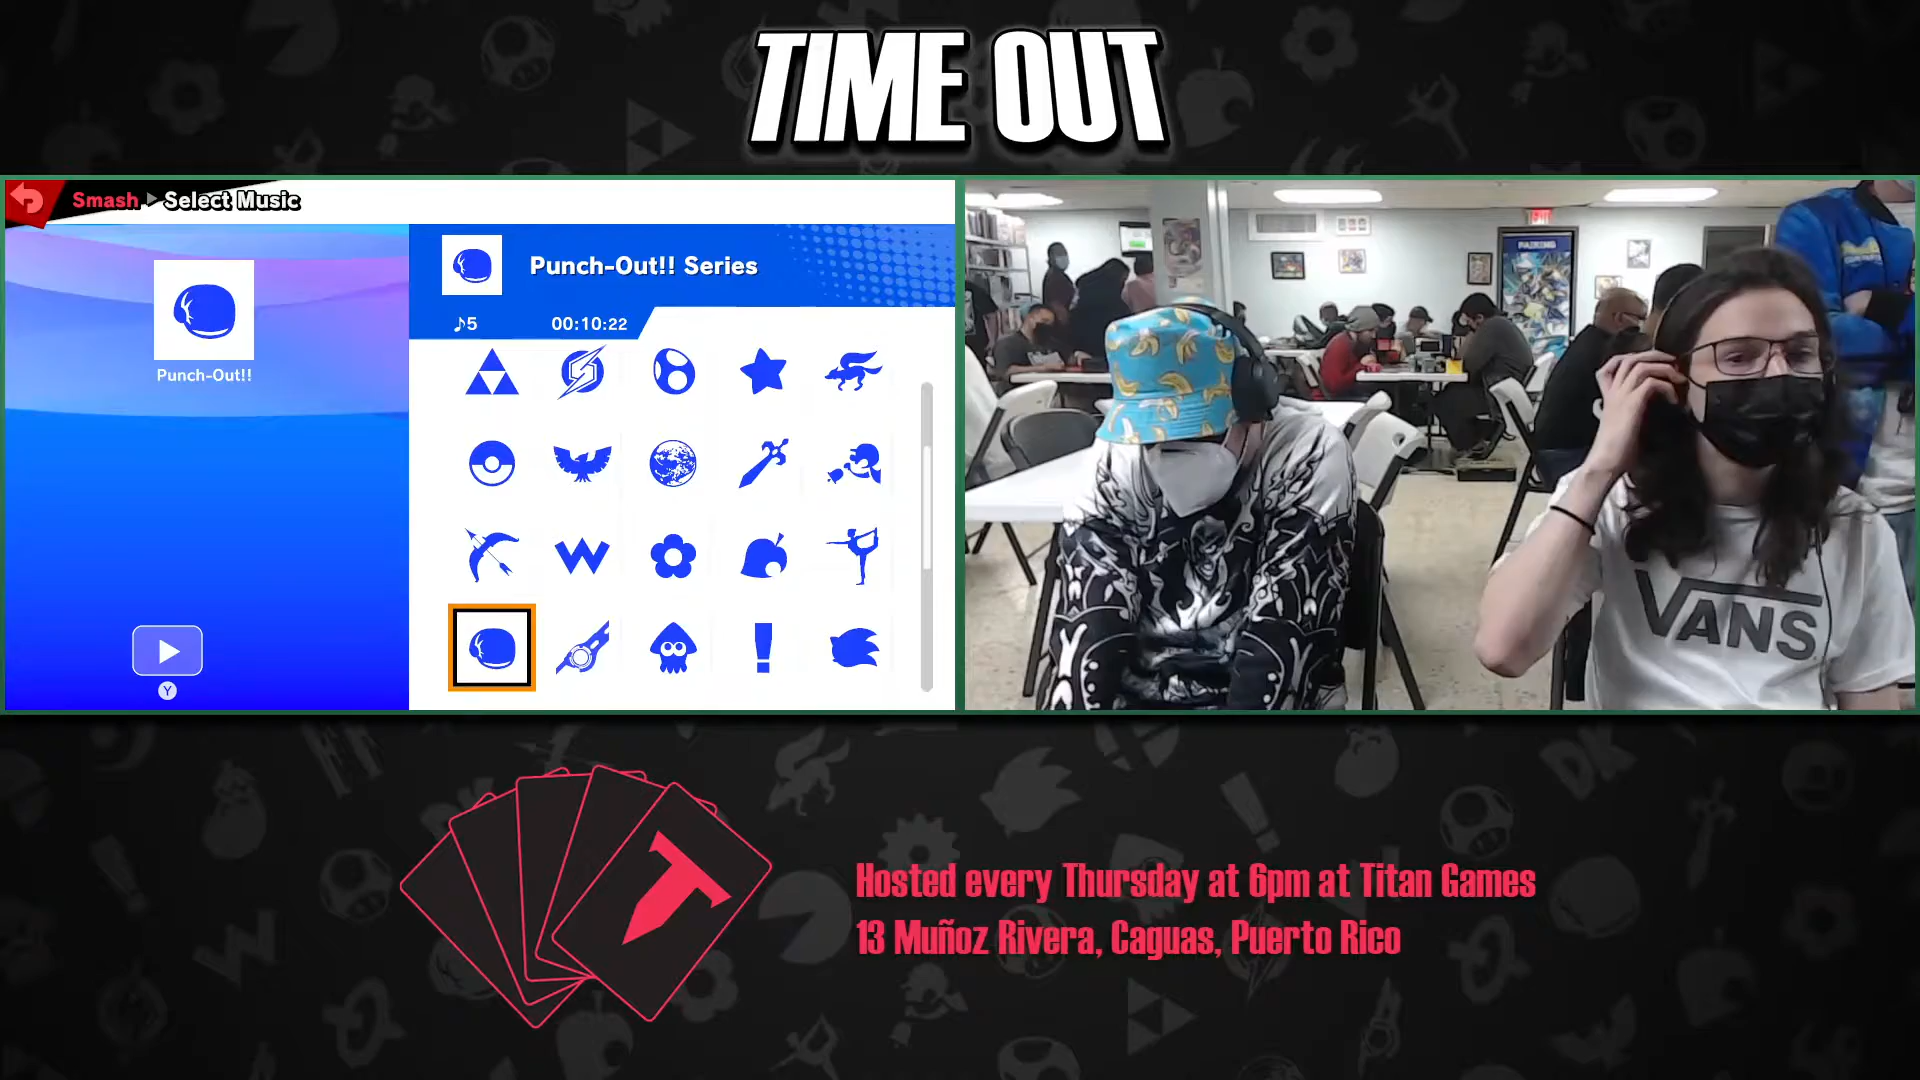 TIME OUT
Smash ▶ Select Music
Punch-Out!! Series
♪5 00:10:22
Punch-Out!!
Y
VANS
Hosted every Thursday at 6pm at Titan Games
13 Muñoz Rivera, Caguas, Puerto Rico